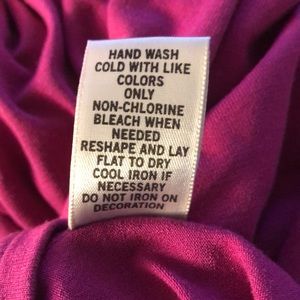 HAND WASH
COLD WITH LIKE
COLORS
ONLY
NON-CHLORINE
BLEACH WHEN
NEEDED
RESHAPE AND LAY
FLAT TO DRY
COOL IRON IF
NECESSARY
DO NOT IRON ON
DECORATION